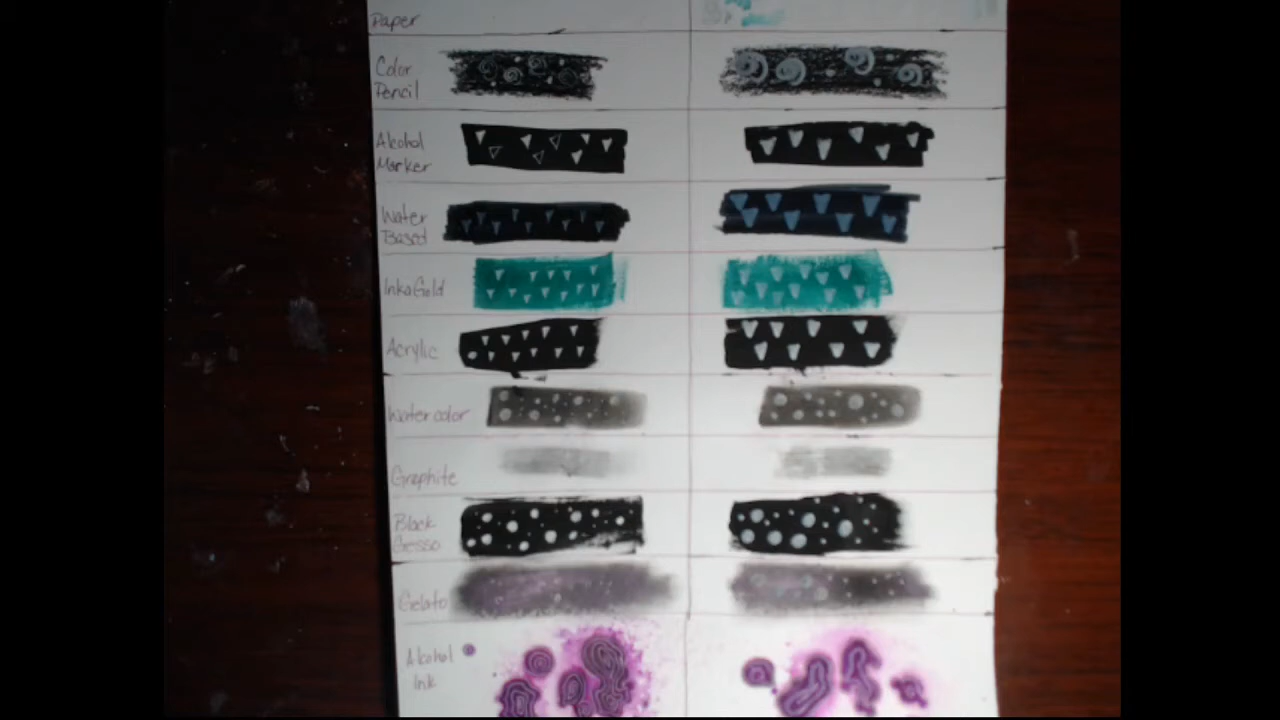 Paper
Color
Pencil
Alcohol
Marker
Water
Based
InkaGold
Acrylic
Watercolor
Graphite
Black
Gesso
Gelato
Alcohol
Ink